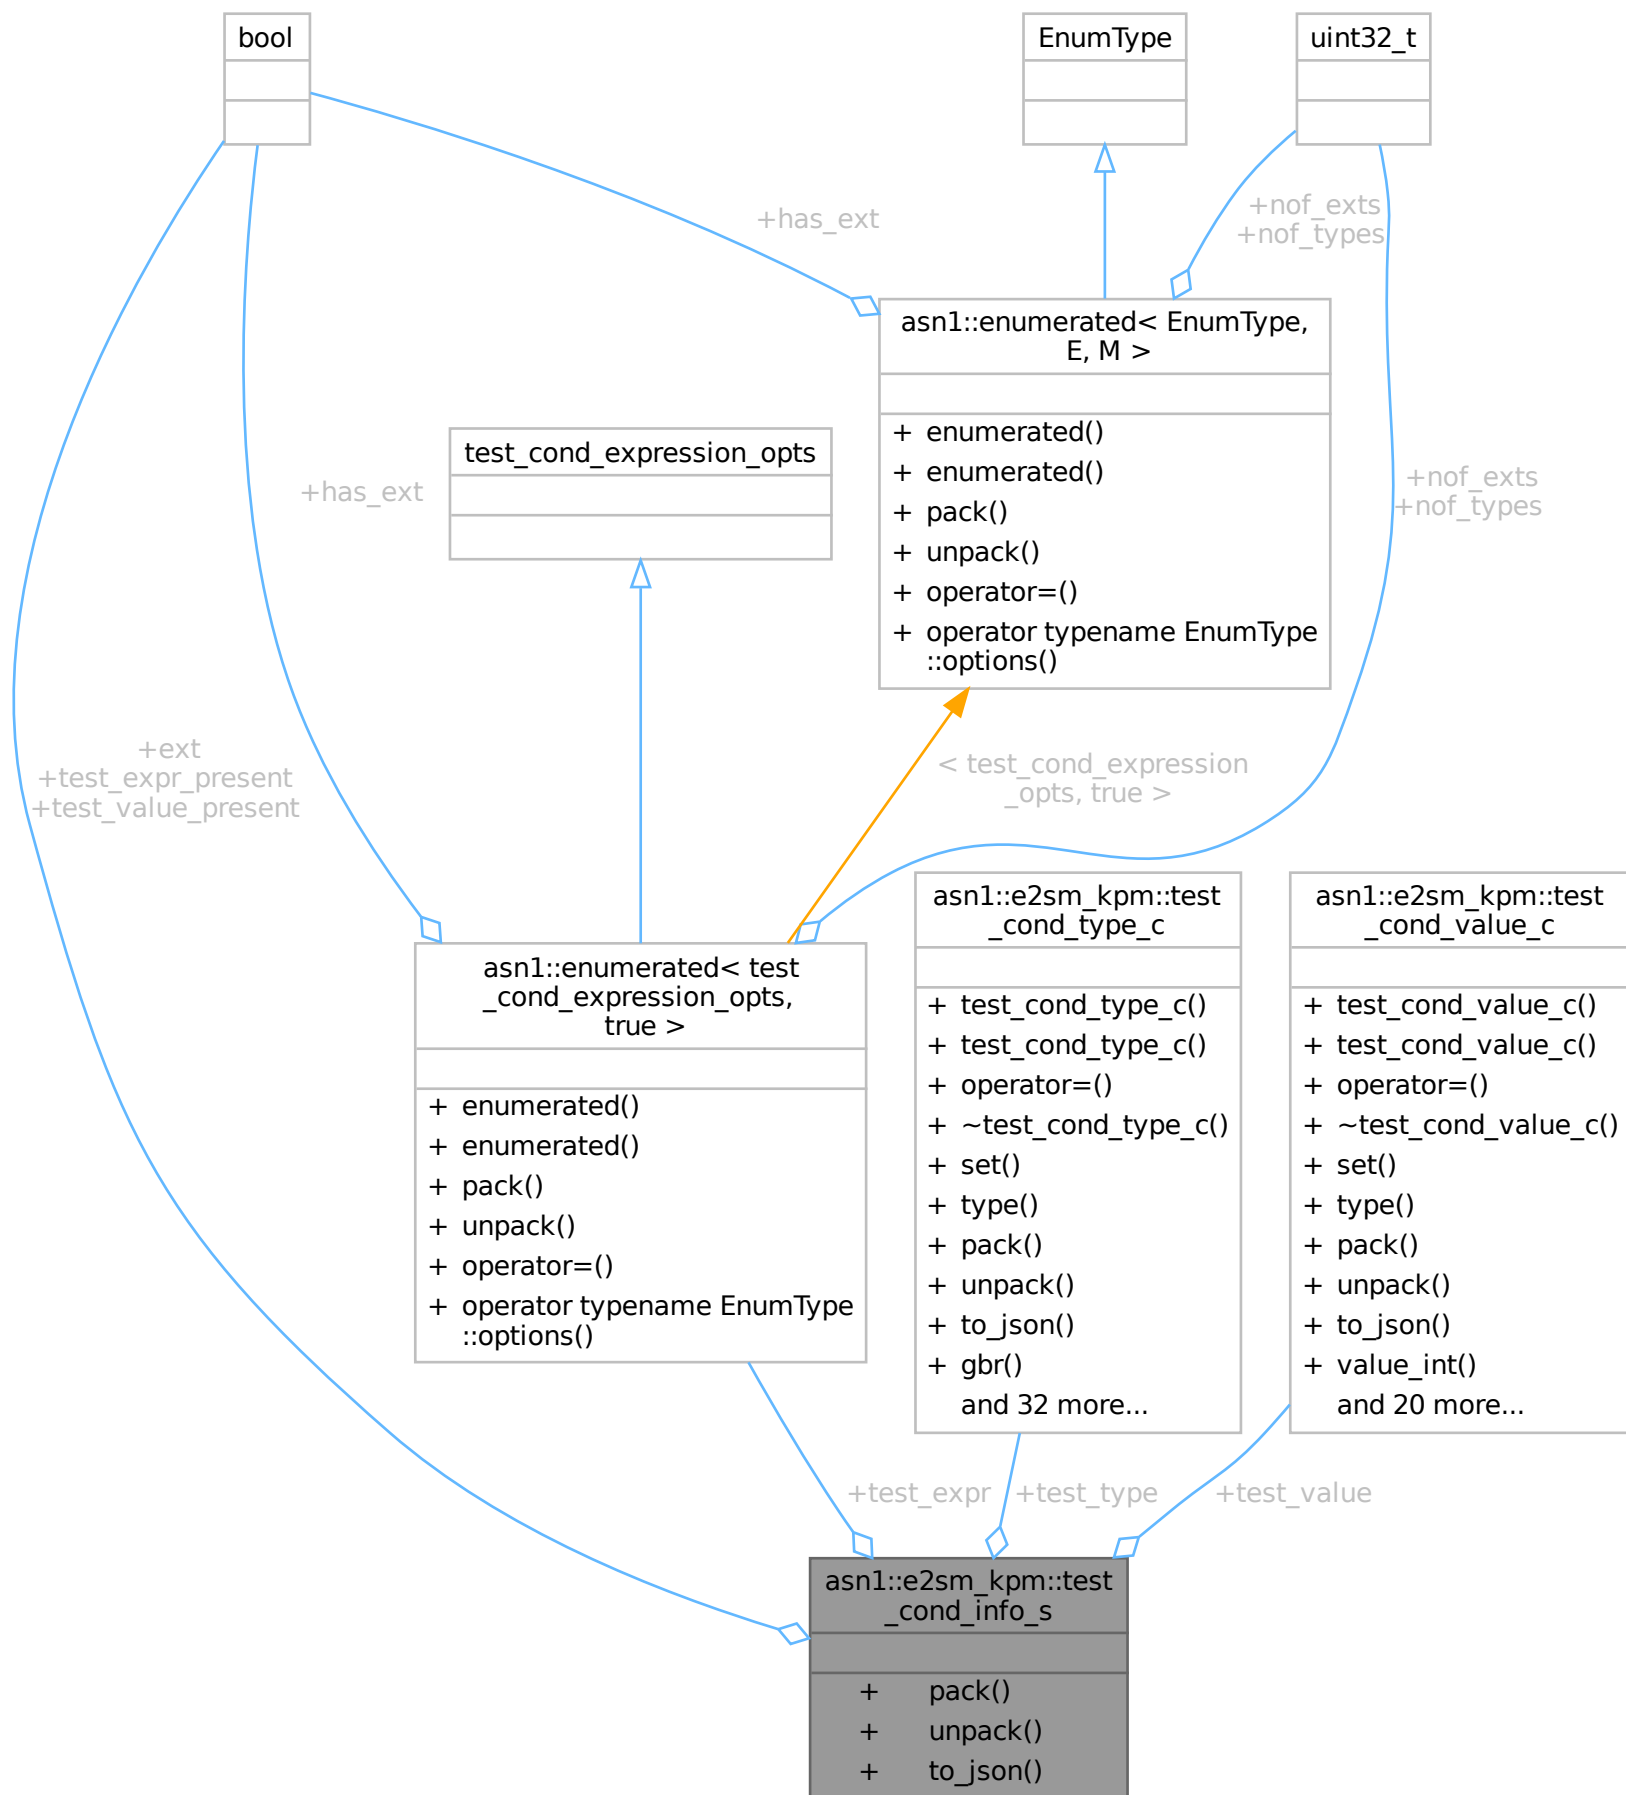 bool
EnumType
uint32_t
+has_ext
+nof_exts
+nof_types
asn1::enumerated< EnumType,
E, M >
+ enumerated()
+ enumerated()
+ pack()
+ unpack()
+ operator=()
+ operator typename EnumType
::options()
test_cond_expression_opts
+has_ext
+nof_exts
+nof_types
+ext
+test_expr_present
+test_value_present
< test_cond_expression
_opts, true >
asn1::enumerated< test
_cond_expression_opts,
true >
+ enumerated()
+ enumerated()
+ pack()
+ unpack()
+ operator=()
+ operator typename EnumType
::options()
asn1::e2sm_kpm::test
_cond_type_c
+ test_cond_type_c()
+ test_cond_type_c()
+ operator=()
+ ~test_cond_type_c()
+ set()
+ type()
+ pack()
+ unpack()
+ to_json()
+ gbr()
and 32 more...
asn1::e2sm_kpm::test
_cond_value_c
+ test_cond_value_c()
+ test_cond_value_c()
+ operator=()
+ ~test_cond_value_c()
+ set()
+ type()
+ pack()
+ unpack()
+ to_json()
+ value_int()
and 20 more...
+test_expr
+test_type
+test_value
asn1::e2sm_kpm::test
_cond_info_s
+ pack()
+ unpack()
+ to_json()